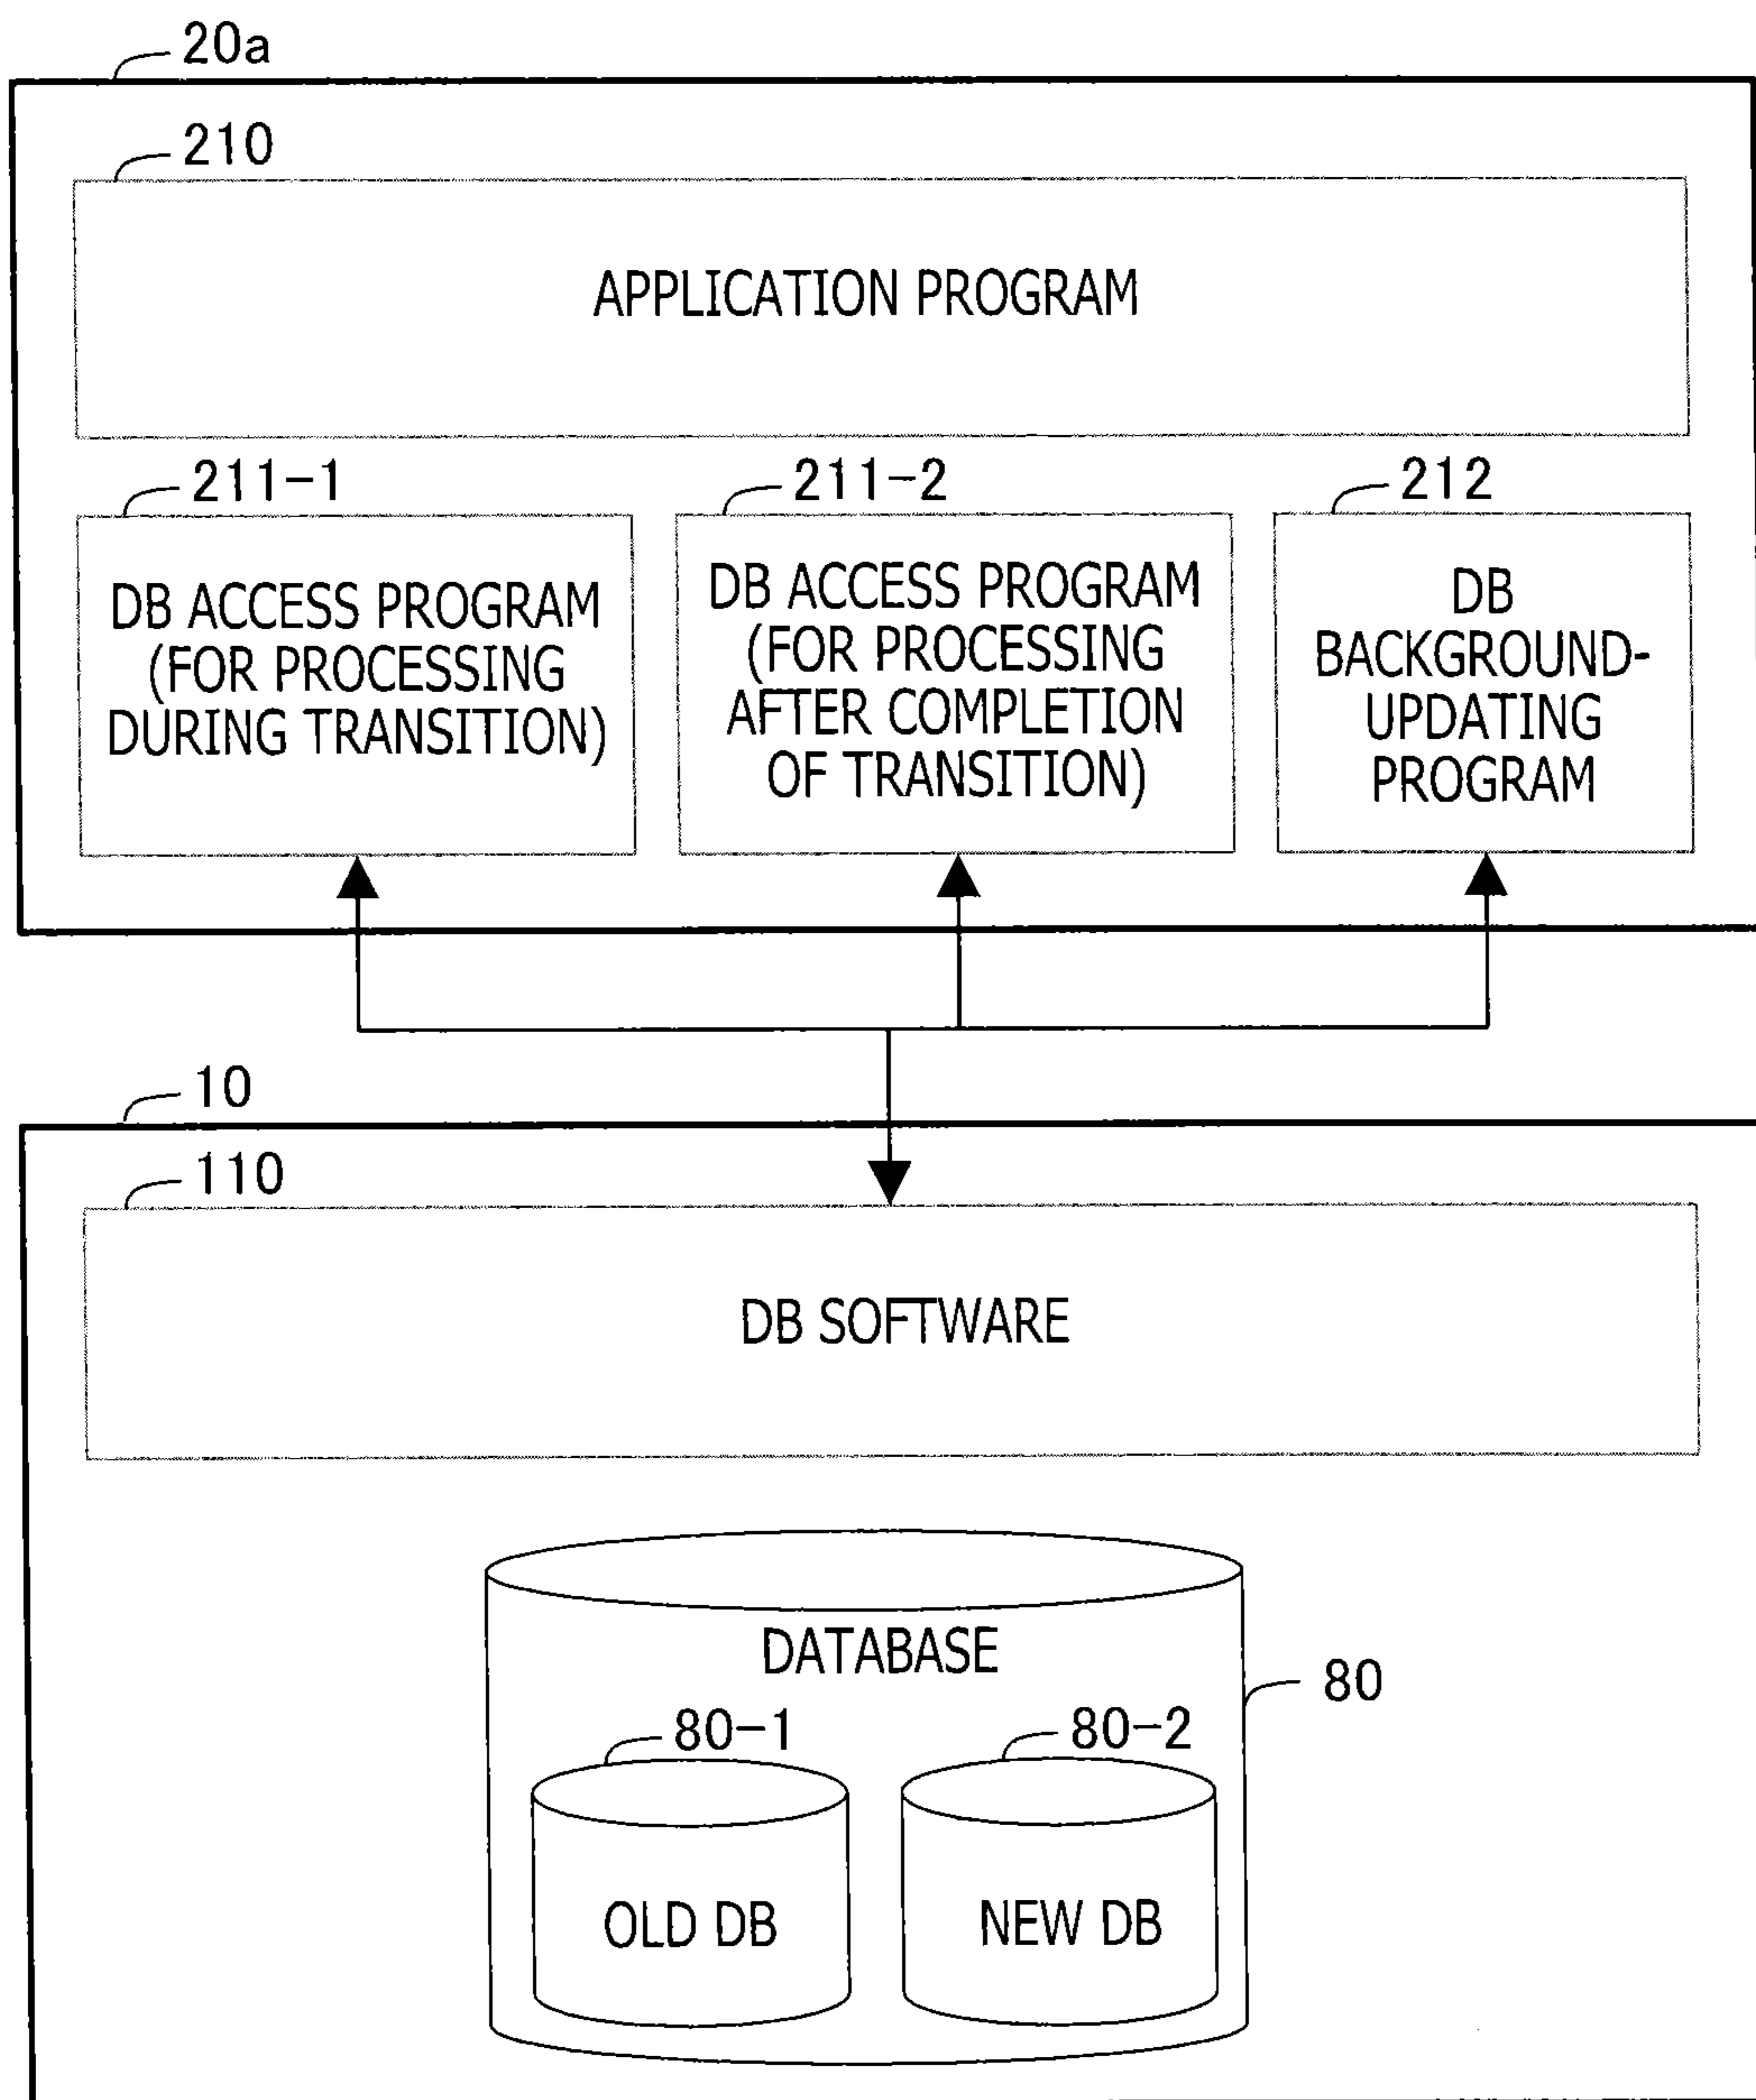 20a
210
APPLICATION PROGRAM
211-1
211-2
212
DB ACCESS PROGRAM
(FOR PROCESSING
DURING TRANSITION)
DB ACCESS PROGRAM
(FOR PROCESSING
AFTER COMPLETION
OF TRANSITION)
DB
BACKGROUND-
UPDATING
PROGRAM
10
110
DB SOFTWARE
DATABASE
80
80-1
80-2
OLD DB
NEW DB